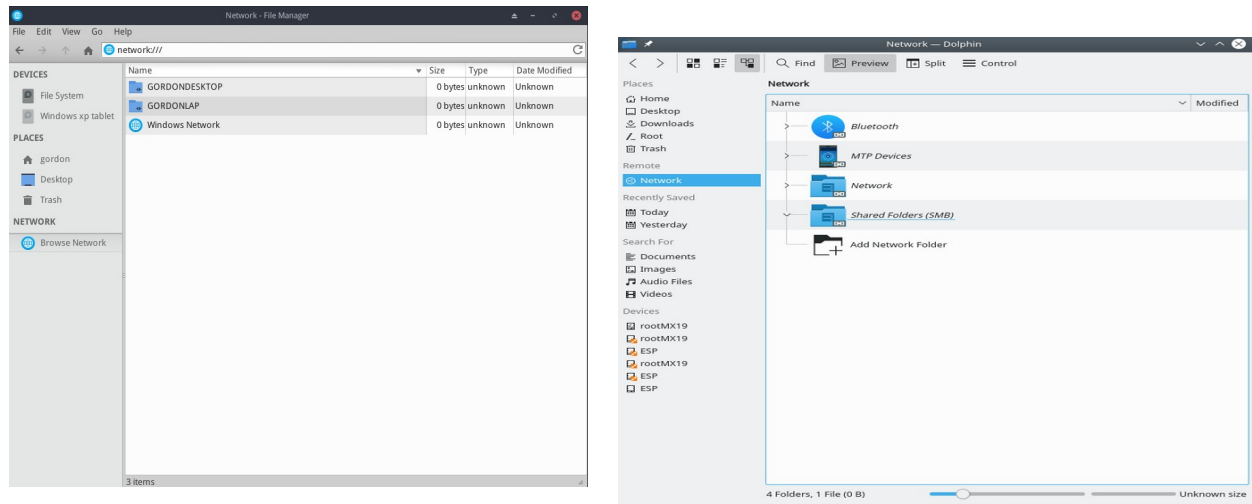 Network - File Manager
File Edit View Go Help
network:///
DEVICES
File System
Windows xp tablet
PLACES
gordon
Desktop
Trash
NETWORK
Browse Network
Name Size Type Date Modified
GORDONDESKTOP 0 bytes unknown Unknown
GORDONLAP 0 bytes unknown Unknown
Windows Network 0 bytes unknown Unknown
3 items
Network — Dolphin
Find Preview Split Control
Places
Home
Desktop
Downloads
Root
Trash
Remote
Network
Recently Saved
Today
Yesterday
Search For
Documents
Images
Audio Files
Videos
Devices
rootMX19
rootMX19
ESP
rootMX19
ESP
ESP
Network
Name Modified
Bluetooth
MTP Devices
Network
Shared Folders (SMB)
Add Network Folder
4 Folders, 1 File (0 B) Unknown size